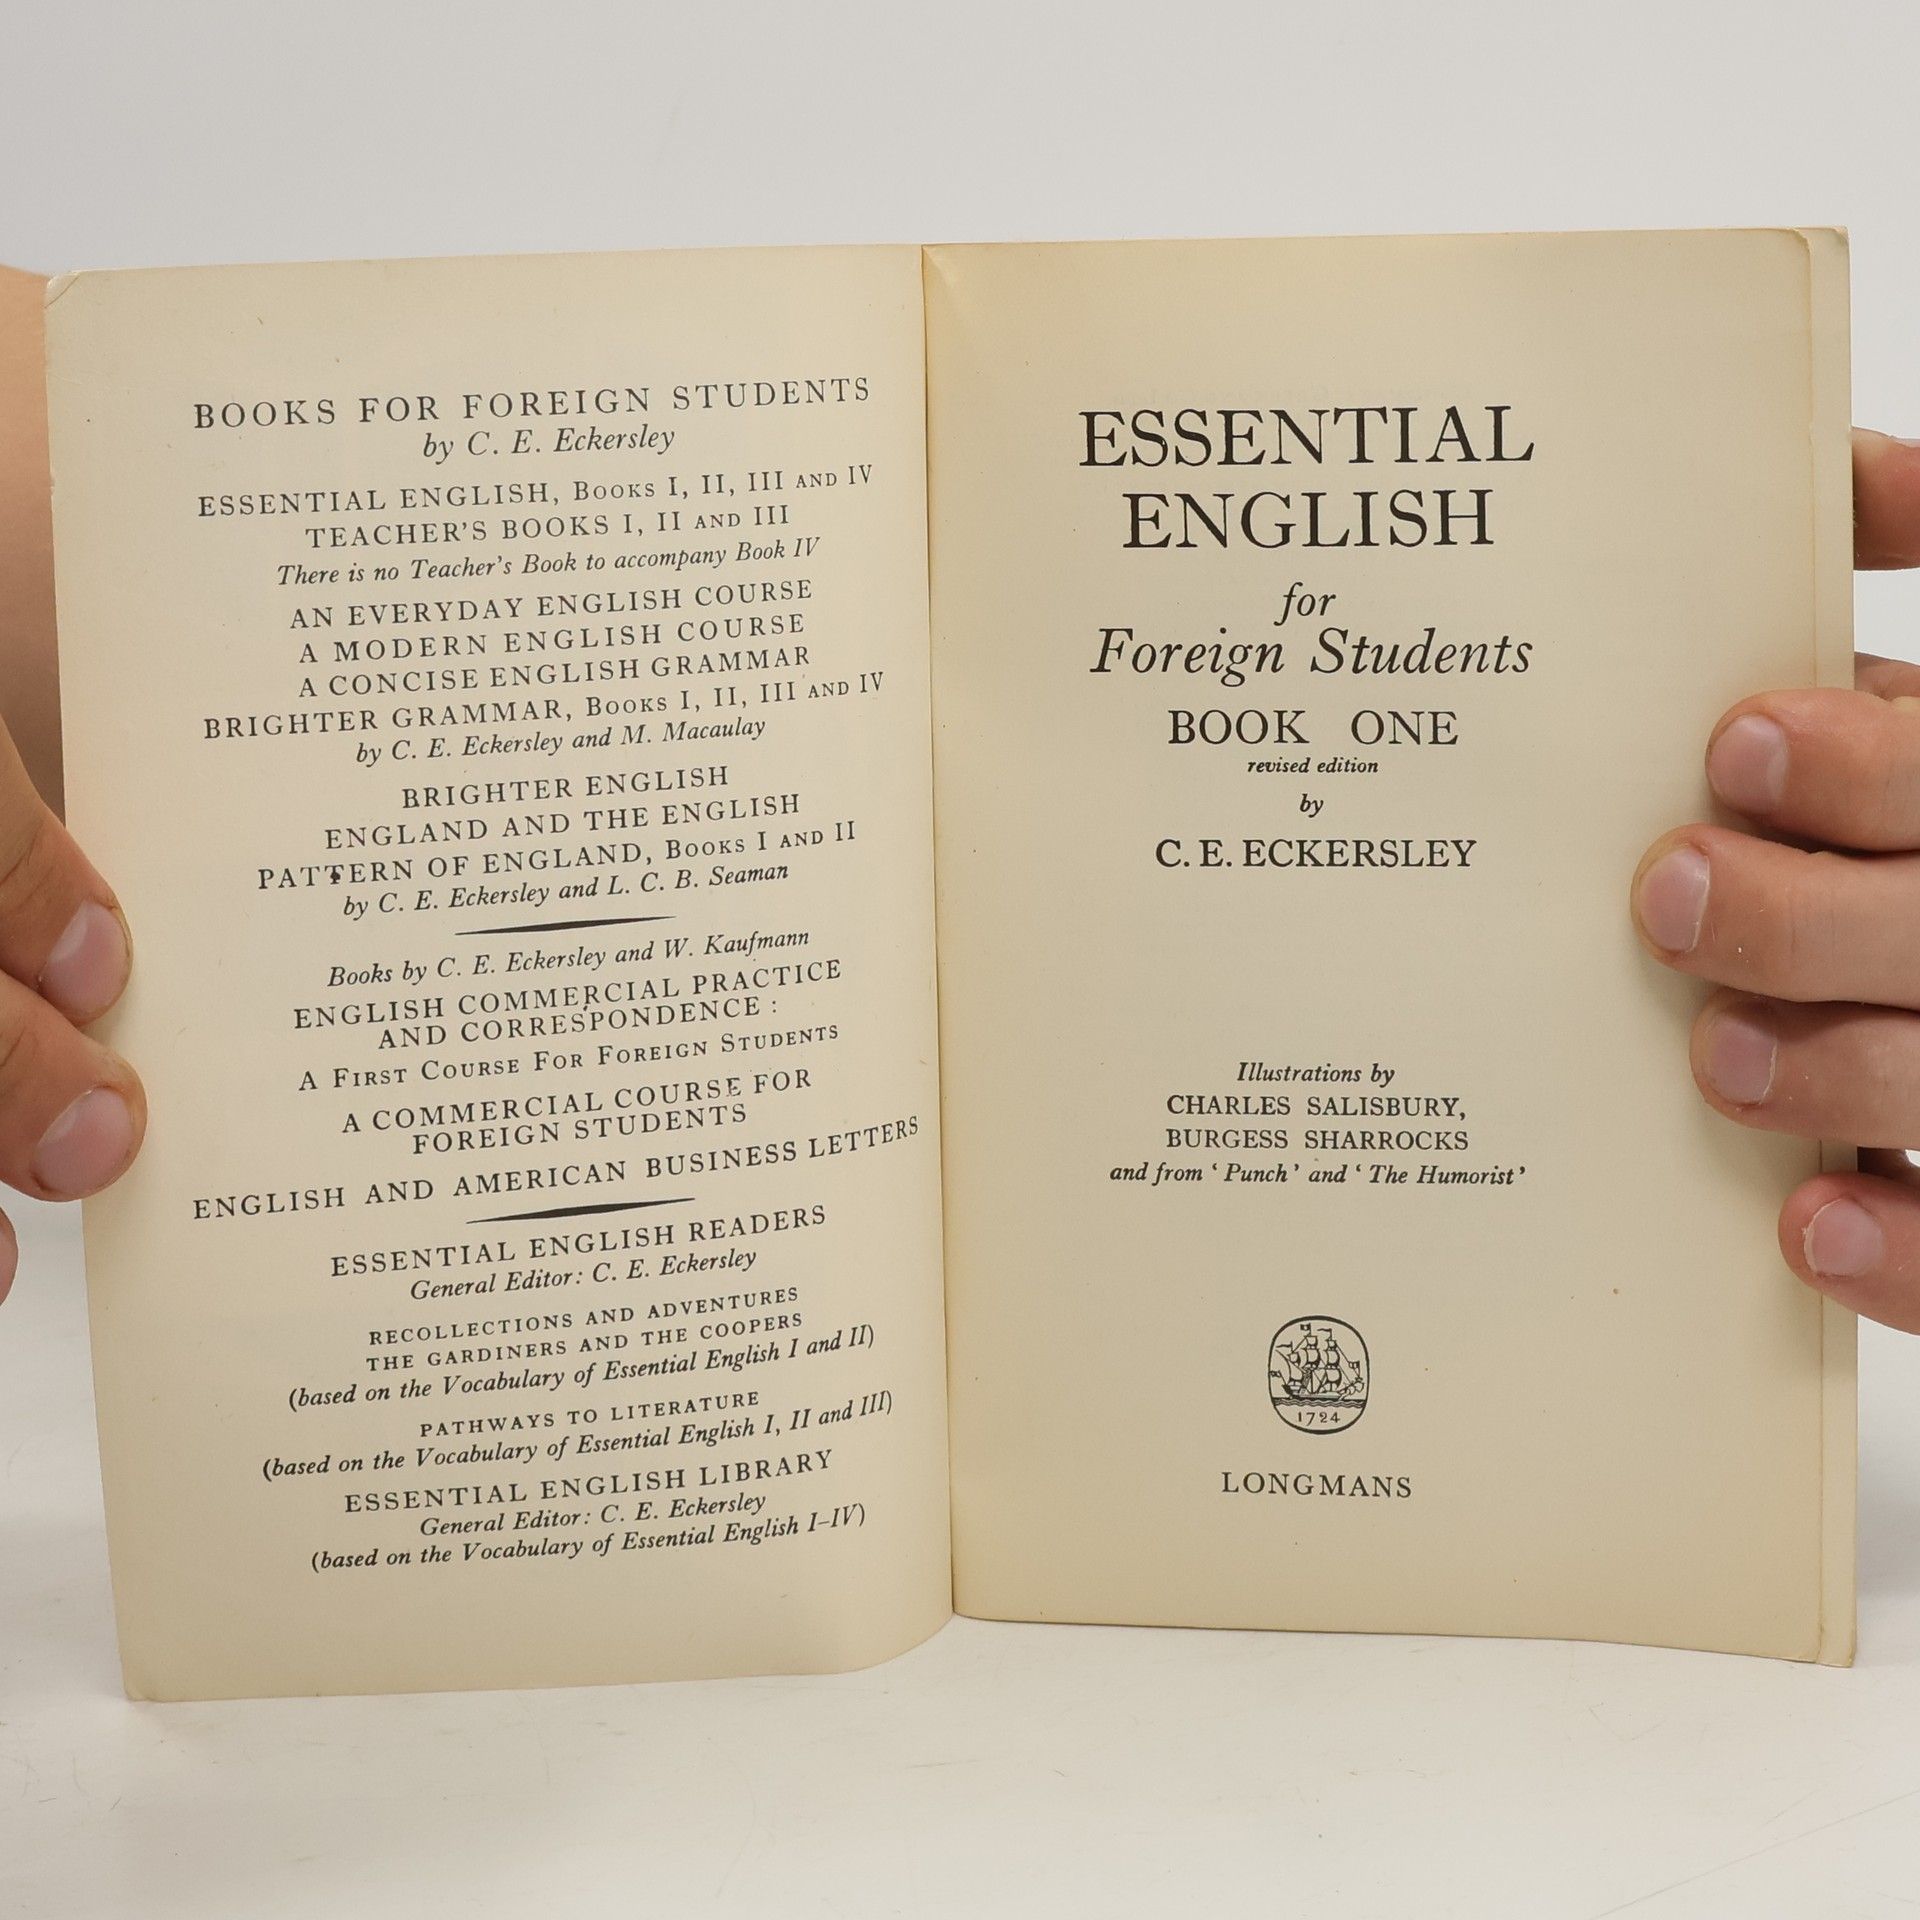 BOOKS FOR FOREIGN STUDENTS
by C. E. Eckersley
ESSENTIAL ENGLISH, BOOKS I, II, III AND IV
TEACHER'S BOOKS I, II AND III
There is no Teacher's Book to accompany Book IV
AN EVERYDAY ENGLISH COURSE
A MODERN ENGLISH COURSE
A CONCISE ENGLISH GRAMMAR
BRIGHTER GRAMMAR, BOOKS I, II, III AND IV
by C. E. Eckersley and M. Macaulay
BRIGHTER ENGLISH
ENGLAND AND THE ENGLISH
PATTERN OF ENGLAND, BOOKS I AND II
by C. E. Eckersley and L. C. B. Seaman
Books by C. E. Eckersley and W. Kaufmann
ENGLISH COMMERCIAL PRACTICE
AND CORRESPONDENCE :
A FIRST COURSE FOR FOREIGN STUDENTS
A COMMERCIAL COURSE FOR
FOREIGN STUDENTS
ENGLISH AND AMERICAN BUSINESS LETTERS
ESSENTIAL ENGLISH READERS
General Editor: C. E. Eckersley
RECOLLECTIONS AND ADVENTURES
THE GARDINERS AND THE COOPERS
(based on the Vocabulary of Essential English I and II)
PATHWAYS TO LITERATURE
(based on the Vocabulary of Essential English I, II and III)
ESSENTIAL ENGLISH LIBRARY
General Editor: C. E. Eckersley
(based on the Vocabulary of Essential English I–IV)
ESSENTIAL
ENGLISH
for
Foreign Students
BOOK ONE
revised edition
by
C. E. ECKERSLEY
Illustrations by
CHARLES SALISBURY,
BURGESS SHARROCKS
and from ‘ Punch’ and ‘ The Humorist’
1724
LONGMANS